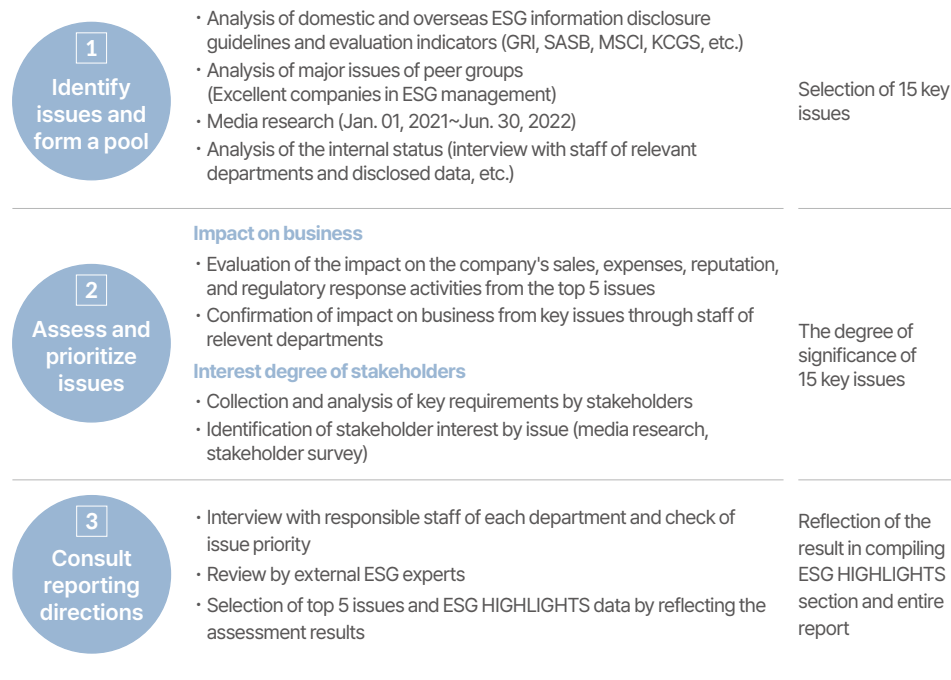 1
Identify
issues and
form a pool
· Analysis of domestic and overseas ESG information disclosure
guidelines and evaluation indicators (GRI, SASB, MSCI, KCGS, etc.)
· Analysis of major issues of peer groups
(Excellent companies in ESG management)
· Media research (Jan. 01, 2021~Jun. 30, 2022)
· Analysis of the internal status (interview with staff of relevant
departments and disclosed data, etc.)
Selection of 15 key
issues
2
Assess and
prioritize
issues
Impact on business
· Evaluation of the impact on the company's sales, expenses, reputation,
and regulatory response activities from the top 5 issues
· Confirmation of impact on business from key issues through staff of
relevent departments
Interest degree of stakeholders
· Collection and analysis of key requirements by stakeholders
· Identification of stakeholder interest by issue (media research,
stakeholder survey)
The degree of
significance of
15 key issues
3
Consult
reporting
directions
· Interview with responsible staff of each department and check of
issue priority
· Review by external ESG experts
· Selection of top 5 issues and ESG HIGHLIGHTS data by reflecting the
assessment results
Reflection of the
result in compiling
ESG HIGHLIGHTS
section and entire
report